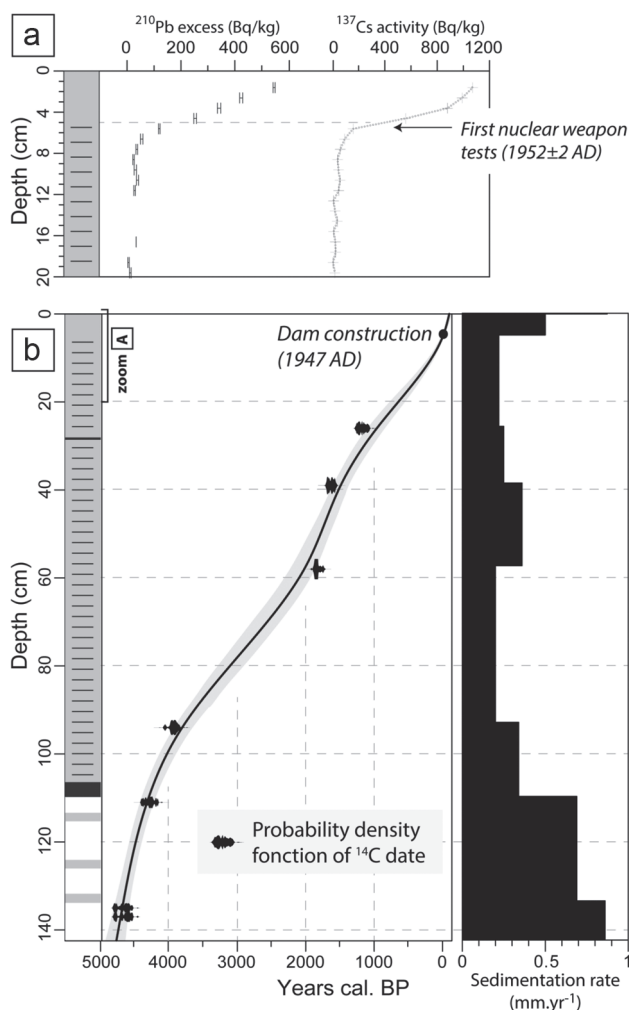 a
²¹⁰Pb excess (Bq/kg)
¹³⁷Cs activity (Bq/kg)
0 200 400 600
0 400 800 1200
Depth (cm)
0
4
8
12
16
20
First nuclear weapon
tests (1952±2 AD)
b
zoom A
Dam construction
(1947 AD)
Depth (cm)
0
20
40
60
80
100
120
140
Probability density
fonction of ¹⁴C date
5000 4000 3000 2000 1000 0
Years cal. BP
0 0.5 1
Sedimentation rate
(mm.yr⁻¹)